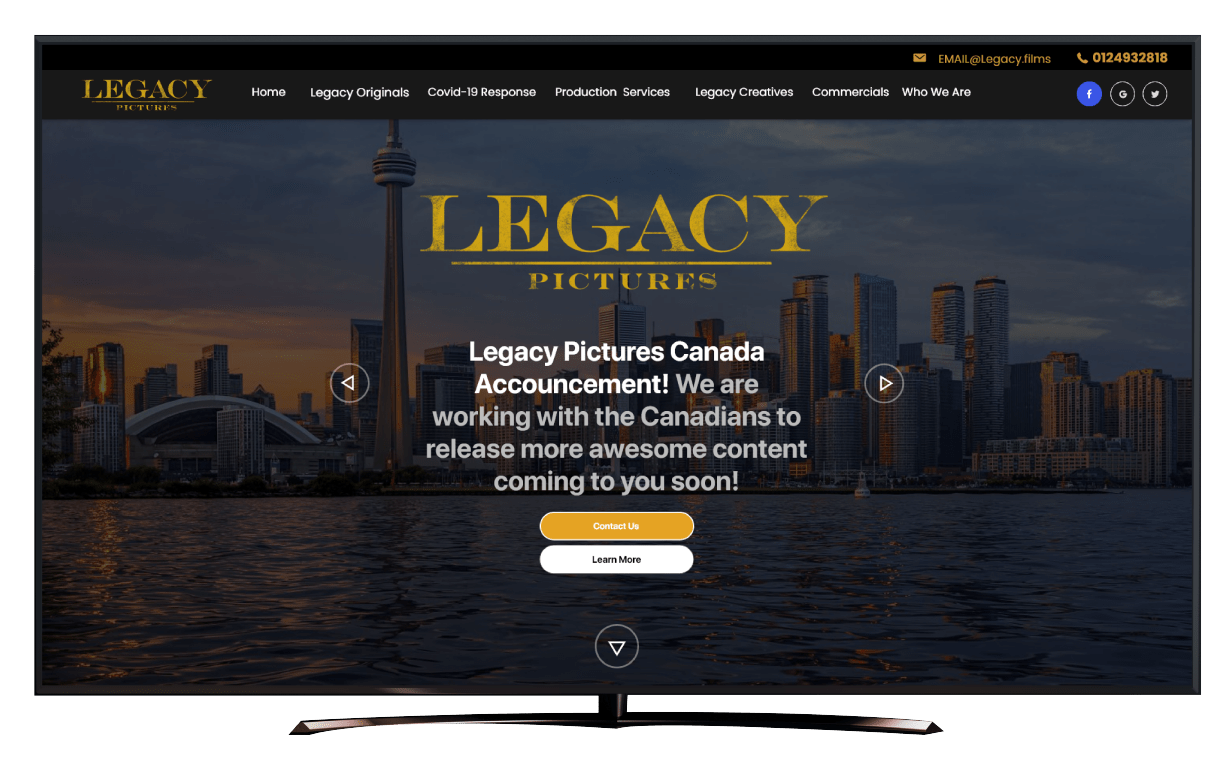 EMAIL@Legacy.films 0124932818
LEGACY
PICTURES
Home Legacy Originals Covid-19 Response Production Services Legacy Creatives Commercials Who We Are
f G
LEGACY
PICTURES
Legacy Pictures Canada
Accouncement! We are
working with the Canadians to
release more awesome content
coming to you soon!
Contact Us
Learn More